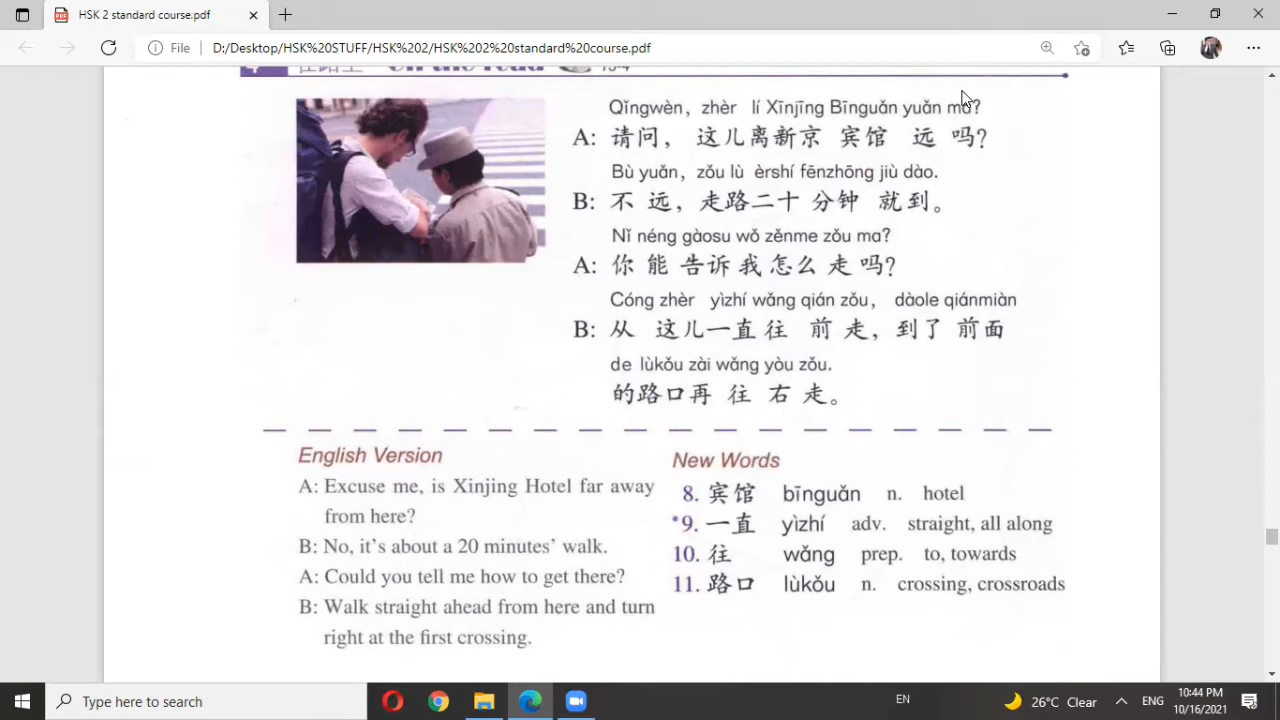 HSK 2 standard course.pdf
File
D:/Desktop/HSK%20STUFF/HSK%202/HSK%202%20standard%20course.pdf
Qǐngwèn, zhèr lí Xīnjīng Bīnguǎn yuǎn ma?
A: 请问, 这儿离新京 宾馆 远 吗?
Bù yuǎn, zǒu lù èrshí fēnzhōng jiù dào.
B: 不 远, 走路二十 分钟 就 到。
Nǐ néng gàosu wǒ zěnme zǒu ma?
A: 你 能 告诉 我 怎么 走 吗?
Cóng zhèr yìzhí wǎng qián zǒu, dàole qiánmiàn
B: 从 这儿一直 往 前 走, 到了 前面
de lùkǒu zài wǎng yòu zǒu.
的路口再 往 右 走。
English Version
A: Excuse me, is Xinjing Hotel far away
from here?
B: No, it's about a 20 minutes' walk.
A: Could you tell me how to get there?
B: Walk straight ahead from here and turn
right at the first crossing.
New Words
8. 宾馆 bīnguǎn n. hotel
*9. 一直 yìzhí adv. straight, all along
10. 往 wǎng prep. to, towards
11. 路口 lùkǒu n. crossing, crossroads
Type here to search
EN
26°C Clear
ENG
10:44 PM
10/16/2021